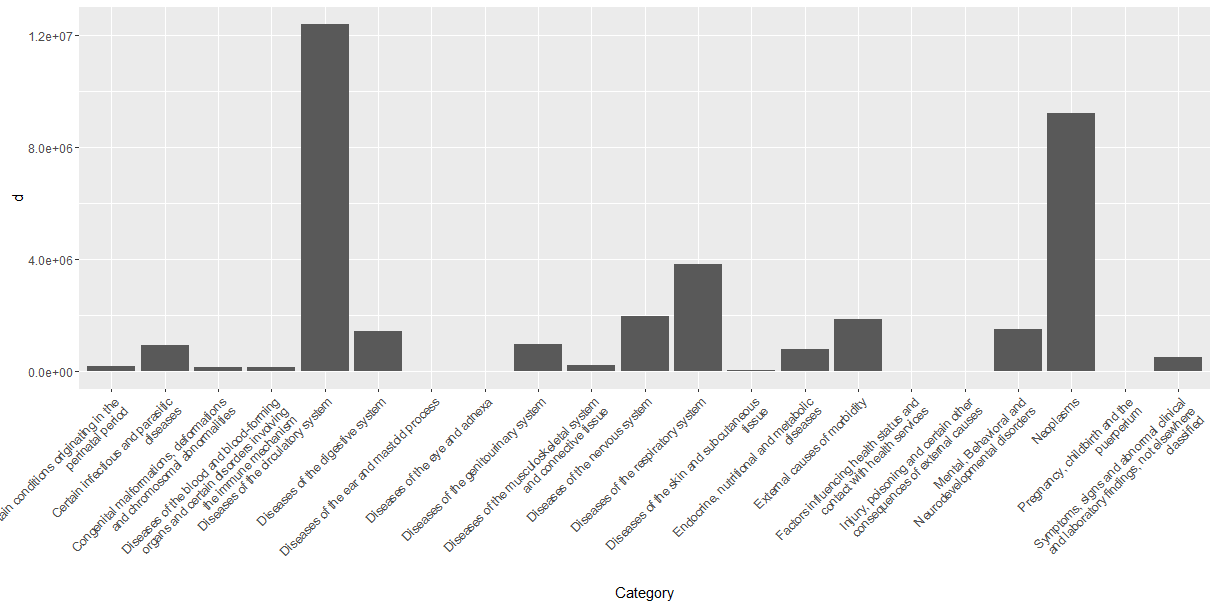 1.2e+07
8.0e+06
4.0e+06
0.0e+00
d
tain conditions originating in the
perinatal period
Certain Infectious and parasitic
diseases
Congenital malformations, deformations
and chromosomal abnormalities
Diseases of the blood and blood-forming
organs and certain disorders involving
the immune mechanism
Diseases of the circulatory system
Diseases of the digestive system
Diseases of the ear and mastoid process
Diseases of the eye and adnexa
Diseases of the genitourinary system
Diseases of the musculoskeletal system
and connective tissue
Diseases of the nervous system
Diseases of the respiratory system
Diseases of the skin and subcutaneous
tissue
Endocrine, nutritional and metabolic
diseases
External causes of morbidity
Factors influencing health status and
contact with health services
Injury, poisoning and certain other
consequences of external causes
Mental, Behavioral and
Neurodevelopmental disorders
Neoplasms
Pregnancy, childbirth and the
puerperium
Symptoms, signs and abnormal clinical
and laboratory findings, not elsewhere
classified
Category